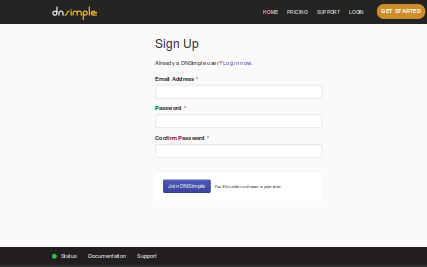 dnsimple
HOME PRICING SUPPORT LOGIN GET STARTED
Sign Up
Already a DNSimple user? Log in now.
Email Address *
Password *
Confirm Password *
Join DNSimple You'll be able to choose a plan later.
Status Documentation Support